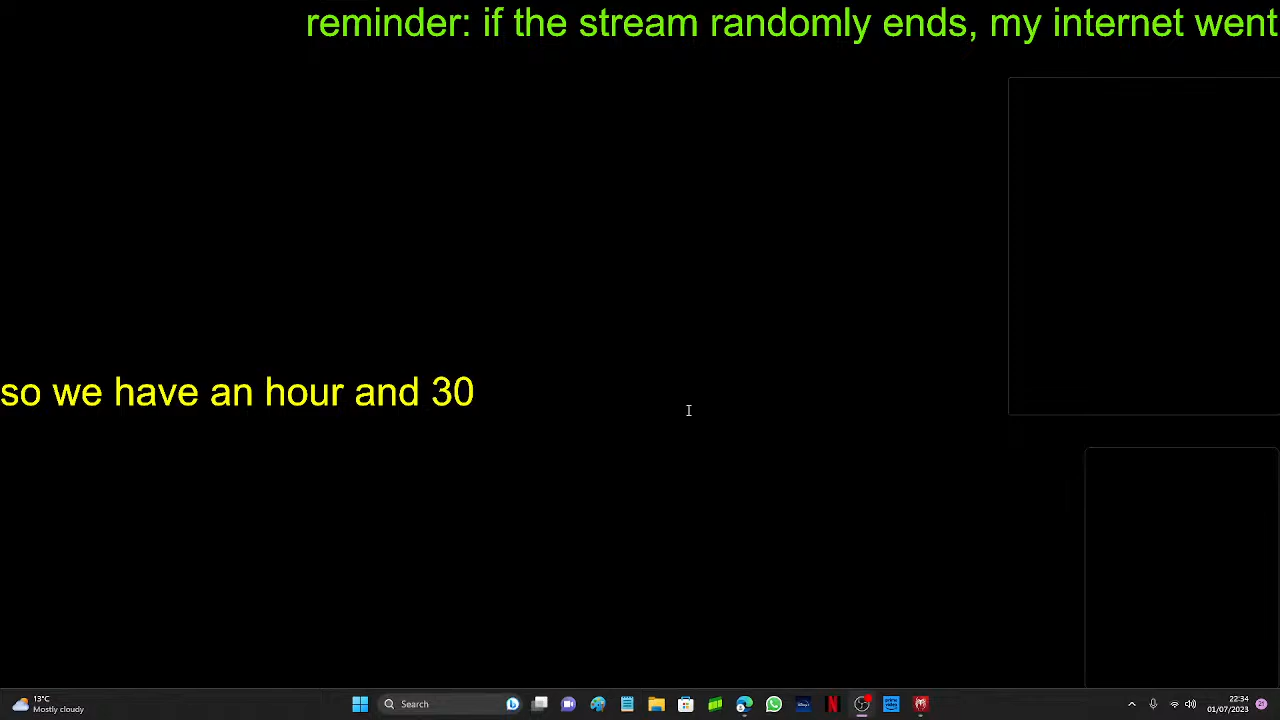 reminder: if the stream randomly ends, my internet went
so we have an hour and 30
13°C
Mostly cloudy
Search
22:34
01/07/2023